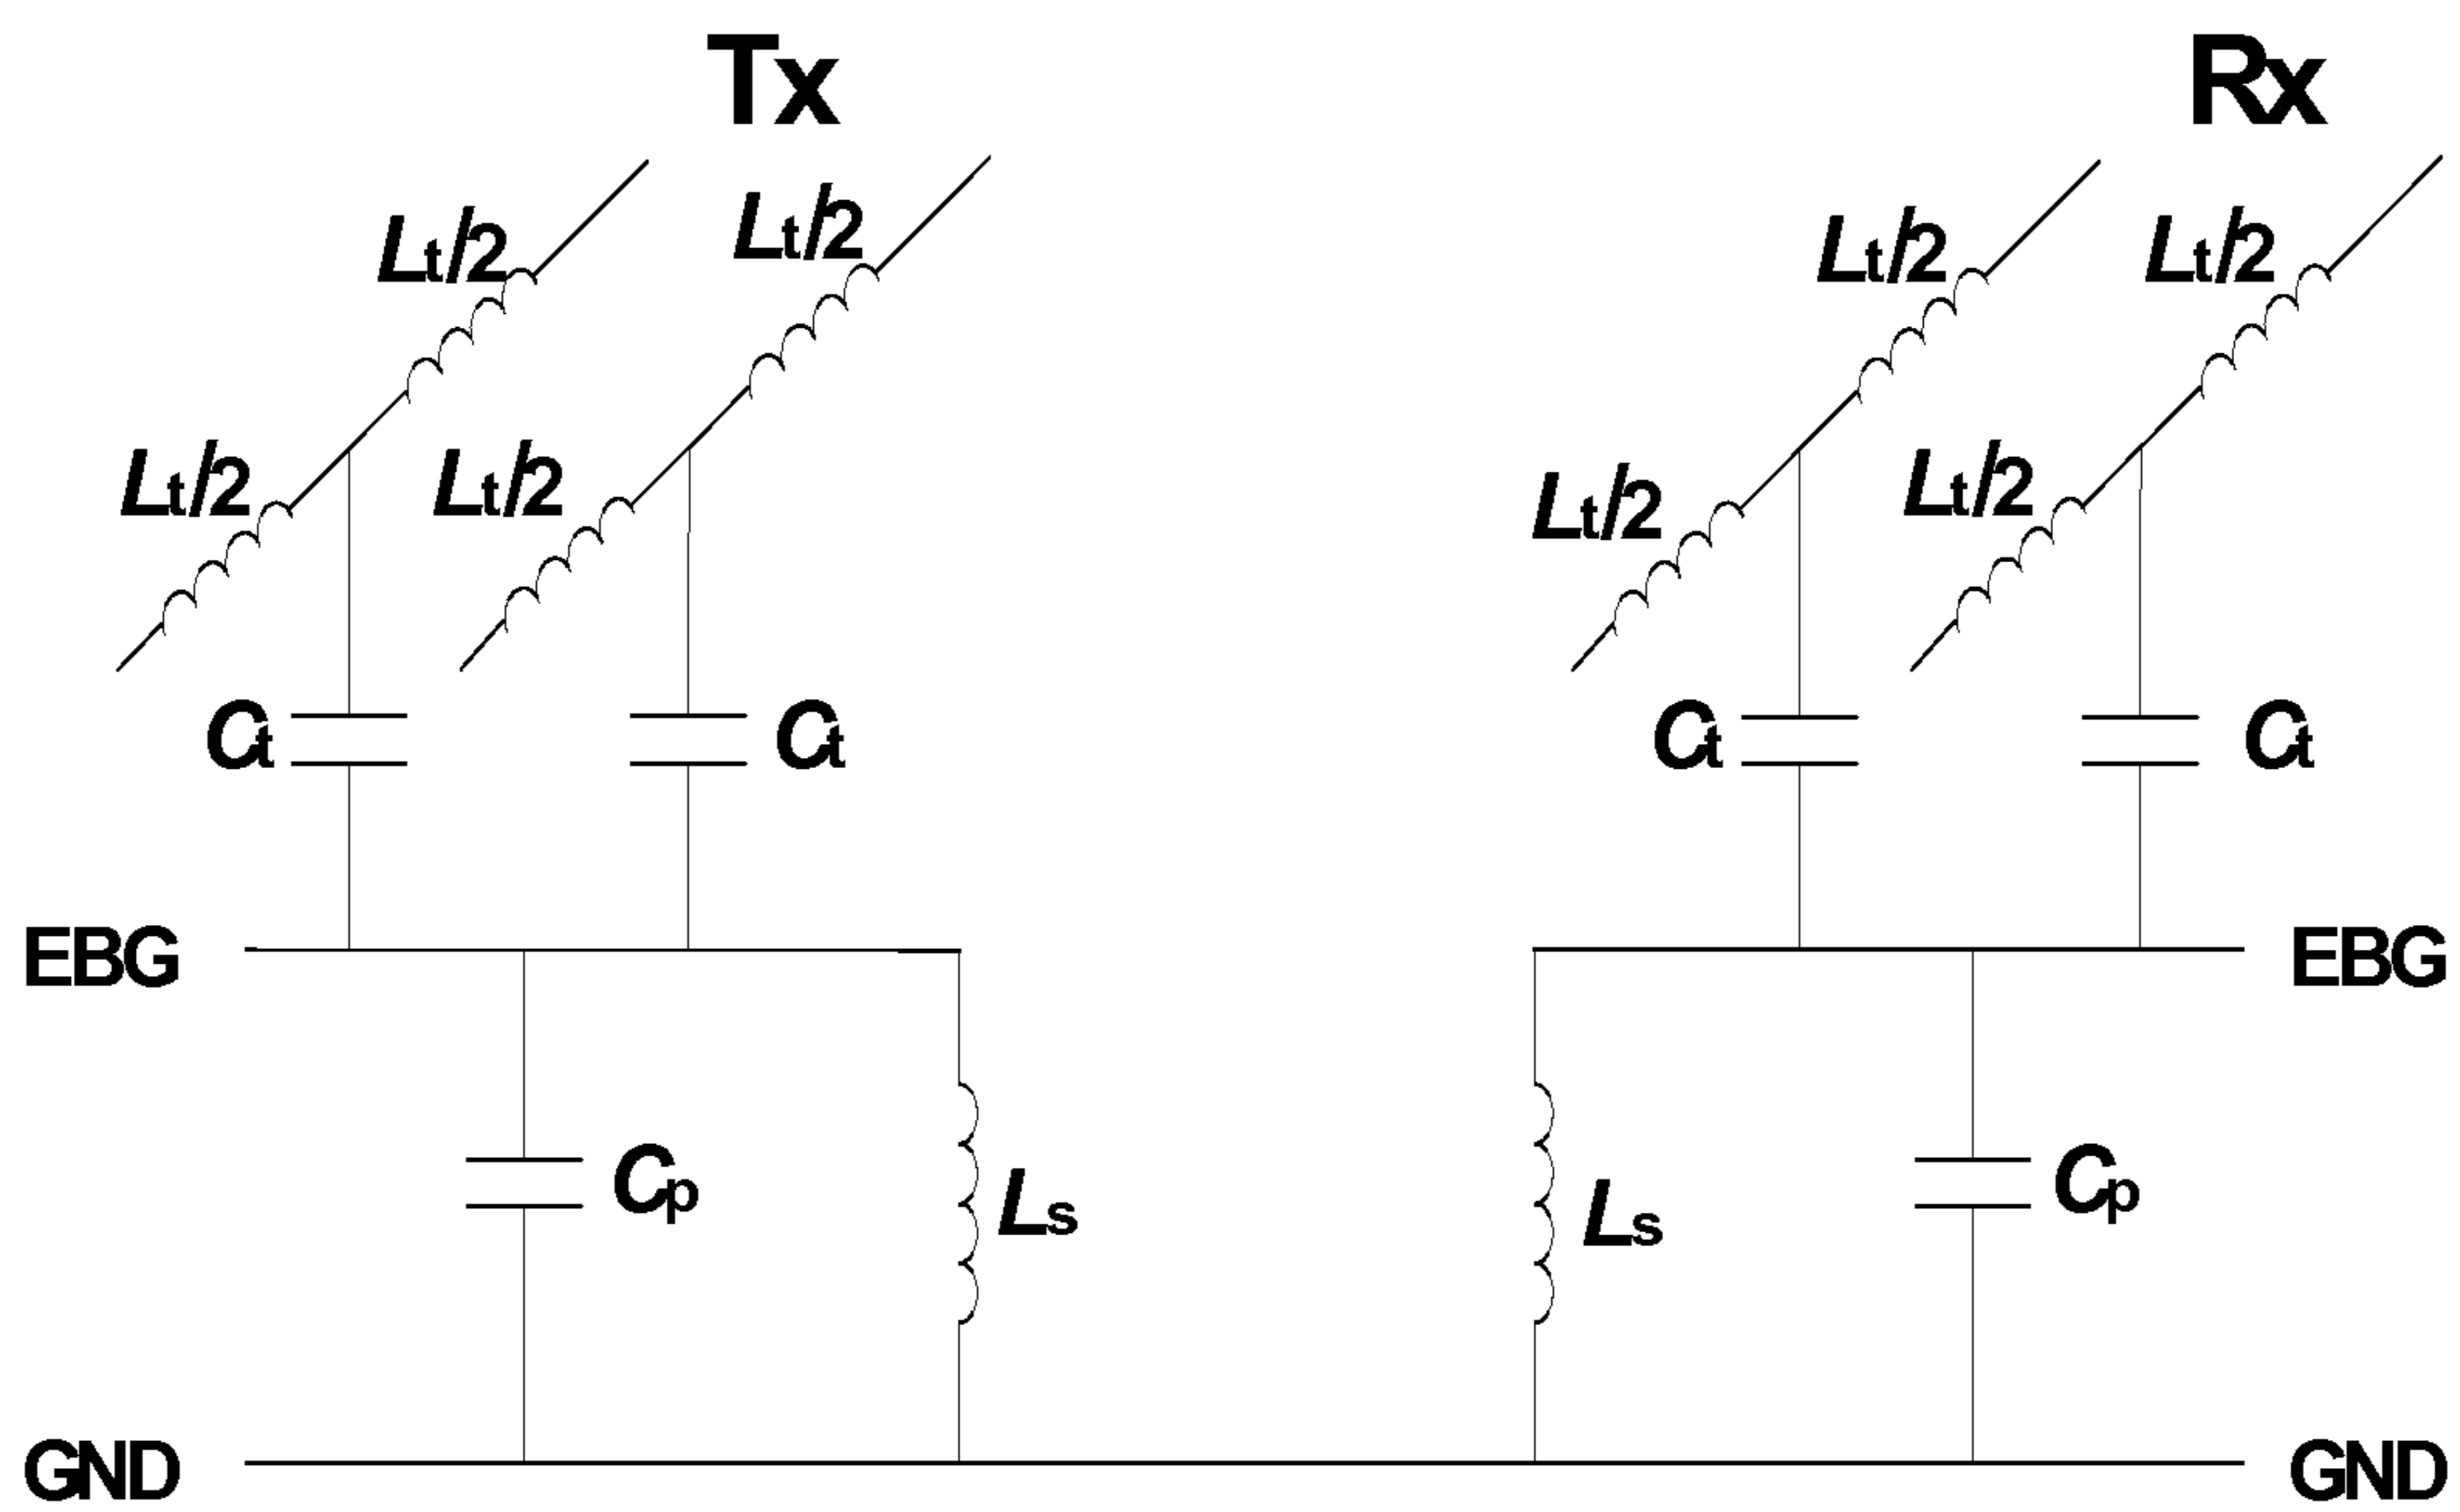 Tx Rx
Lt/2 Lt/2 Lt/2 Lt/2
Lt/2 Lt/2 Lt/2 Lt/2
Ct Ct Ct Ct
EBG EBG
Cp Ls Ls Cp
GND GND